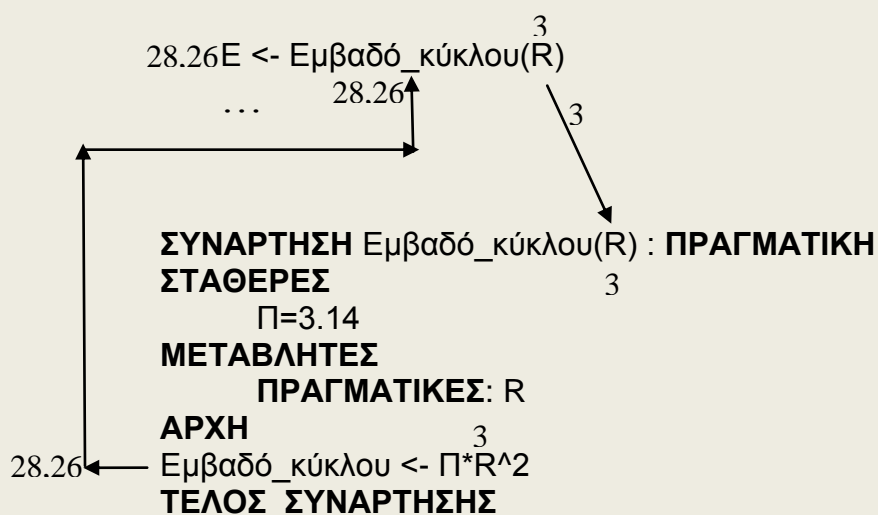 3
28.26Ε <- Εμβαδό_κύκλου(R)
28.26
...
3
ΣΥΝΑΡΤΗΣΗ Εμβαδό_κύκλου(R) : ΠΡΑΓΜΑΤΙΚΗ
ΣΤΑΘΕΡΕΣ
3
Π=3.14
ΜΕΤΑΒΛΗΤΕΣ
ΠΡΑΓΜΑΤΙΚΕΣ: R
ΑΡΧΗ
3
28.26 Εμβαδό_κύκλου <- Π*R^2
ΤΕΛΟΣ_ΣΥΝΑΡΤΗΣΗΣ